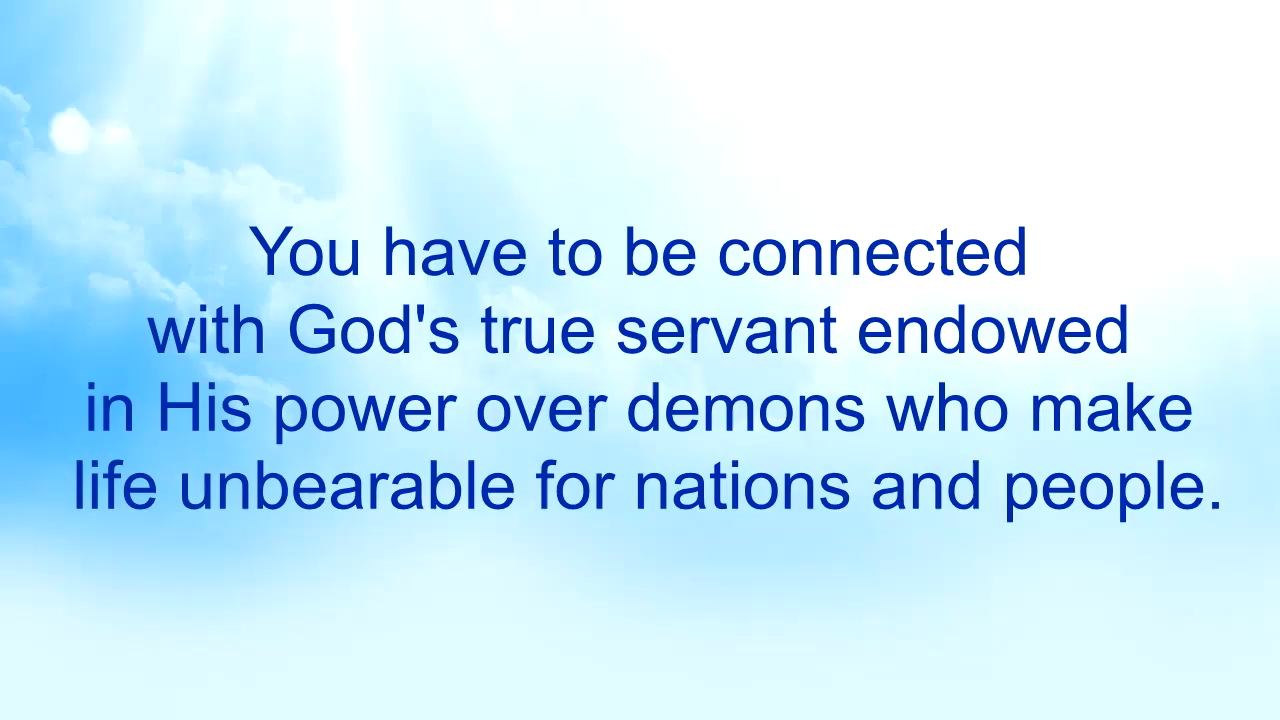 You have to be connected
with God's true servant endowed
in His power over demons who make
life unbearable for nations and people.